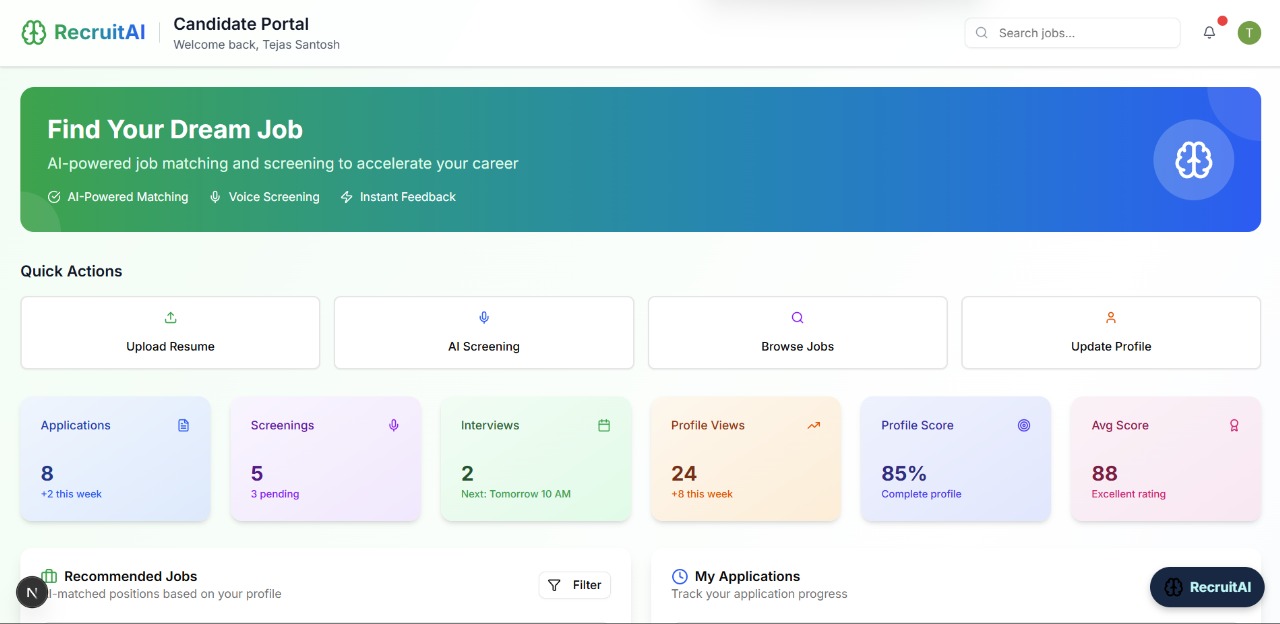 RecruitAI
Candidate Portal
Welcome back, Tejas Santosh
Search jobs...
T
Find Your Dream Job
AI-powered job matching and screening to accelerate your career
AI-Powered Matching
Voice Screening
Instant Feedback
Quick Actions
Upload Resume
AI Screening
Browse Jobs
Update Profile
Applications
8
+2 this week
Screenings
5
3 pending
Interviews
2
Next: Tomorrow 10 AM
Profile Views
24
+8 this week
Profile Score
85%
Complete profile
Avg Score
88
Excellent rating
Recommended Jobs
-matched positions based on your profile
Filter
My Applications
Track your application progress
N
RecruitAI